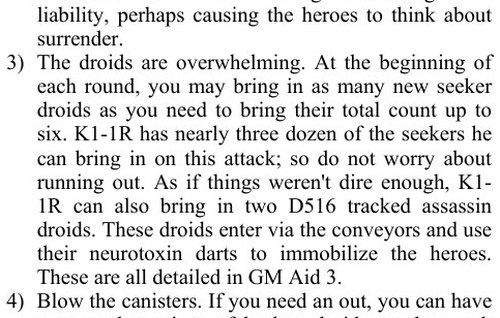 liability, perhaps causing the heroes to think about
surrender.
3) The droids are overwhelming. At the beginning of
each round, you may bring in as many new seeker
droids as you need to bring their total count up to
six. K1-1R has nearly three dozen of the seekers he
can bring in on this attack; so do not worry about
running out. As if things weren't dire enough, K1-
1R can also bring in two D516 tracked assassin
droids. These droids enter via the conveyors and use
their neurotoxin darts to immobilize the heroes.
These are all detailed in GM Aid 3.
4) Blow the canisters. If you need an out, you can have